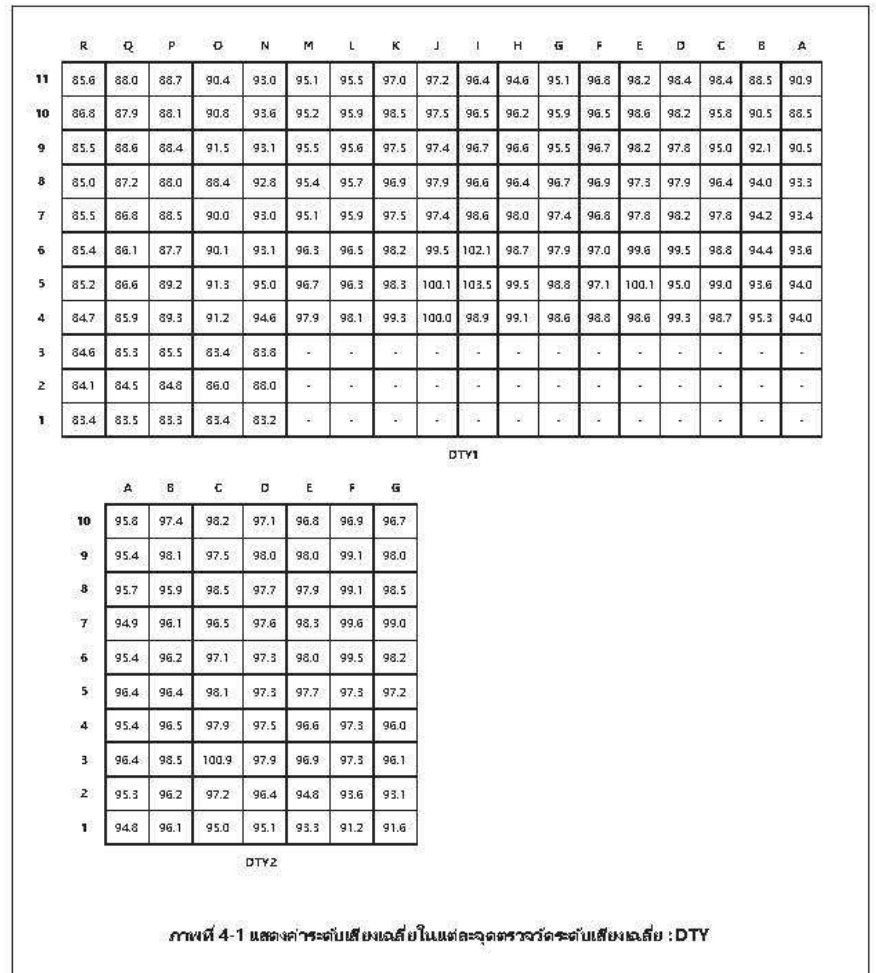 R Q P O N M L K J I H G F E D C B A
11 85.6 88.0 88.7 90.4 93.0 95.1 95.5 97.0 97.2 96.4 94.6 95.1 96.8 98.2 98.4 98.4 88.5 90.9
10 86.8 87.9 88.1 90.8 93.6 95.2 95.9 98.5 97.5 96.5 96.2 95.9 96.5 98.6 98.2 95.8 90.5 88.5
9 85.5 88.6 88.4 91.5 93.1 95.5 95.6 97.5 97.4 96.7 96.6 95.5 96.7 98.2 97.8 95.0 92.1 90.5
8 85.0 87.2 88.0 88.4 92.8 95.4 95.7 96.9 97.9 96.6 96.4 96.7 96.9 97.3 97.9 96.4 94.0 93.3
7 85.5 86.8 88.5 90.0 93.0 95.1 95.9 97.5 97.4 98.6 98.0 97.4 96.8 97.8 98.2 97.8 94.2 93.4
6 85.4 86.1 87.7 90.1 93.1 96.3 96.5 98.2 99.5 102.1 98.7 97.9 97.0 99.6 99.5 98.8 94.4 93.6
5 85.2 86.6 89.2 91.3 95.0 96.7 96.3 98.3 100.1 103.5 99.5 98.8 97.1 100.1 95.0 99.0 93.6 94.0
4 84.7 85.9 89.3 91.2 94.6 97.9 98.1 99.3 100.0 98.9 99.1 98.6 98.8 98.6 99.3 98.7 95.3 94.0
3 84.6 85.3 85.5 83.4 83.8 - - - - - - - - - - - - -
2 84.1 84.5 84.8 86.0 88.0 - - - - - - - - - - - - -
1 83.4 83.5 83.3 83.4 83.2 - - - - - - - - - - - - -
DTY1
A B C D E F G
10 95.8 97.4 98.2 97.1 96.8 96.9 96.7
9 95.4 98.1 97.5 98.0 98.0 99.1 98.0
8 95.7 95.9 98.5 97.7 97.9 99.1 98.5
7 94.9 96.1 96.5 97.6 98.3 99.6 99.0
6 95.4 96.2 97.1 97.3 98.0 99.5 98.2
5 96.4 96.4 98.1 97.3 97.7 97.3 97.2
4 95.4 96.5 97.9 97.5 96.6 97.3 96.0
3 96.4 98.5 100.9 97.9 96.9 97.3 96.1
2 95.3 96.2 97.2 96.4 94.8 93.6 93.1
1 94.8 96.1 95.0 95.1 93.3 91.2 91.6
DTY2
ภาพที่ 4-1 แสดงค่าระดับเสียงเฉลี่ยในแต่ละจุดตรวจวัดระดับเสียงเฉลี่ย : DTY